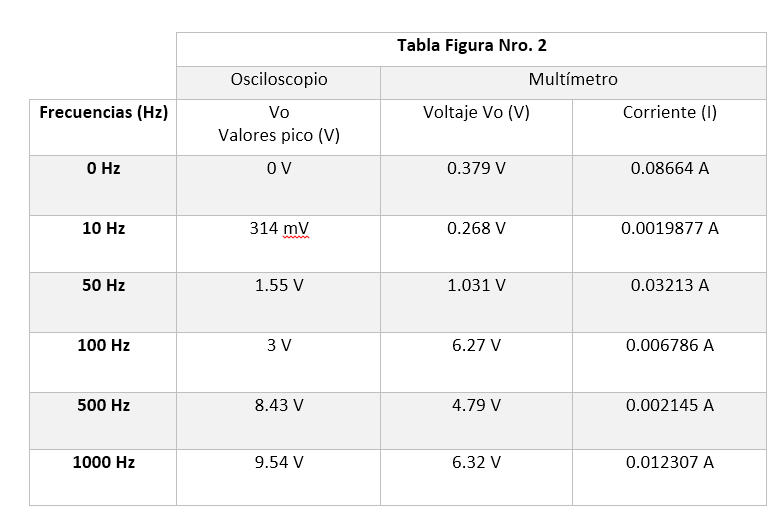 Tabla Figura Nro. 2
Osciloscopio Multímetro
Frecuencias (Hz) Vo Voltaje Vo (V) Corriente (I)
Valores pico (V)
0 Hz 0 V 0.379 V 0.08664 A
10 Hz 314 mV 0.268 V 0.0019877 A
50 Hz 1.55 V 1.031 V 0.03213 A
100 Hz 3 V 6.27 V 0.006786 A
500 Hz 8.43 V 4.79 V 0.002145 A
1000 Hz 9.54 V 6.32 V 0.012307 A